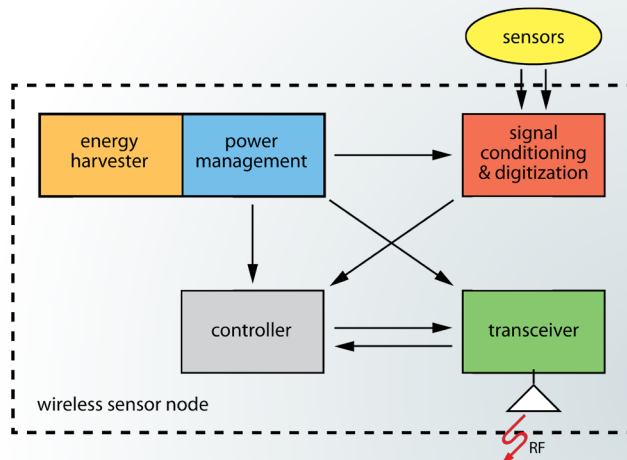 sensors
energy
harvester
power
management
signal
conditioning
& digitization
controller
transceiver
wireless sensor node
RF